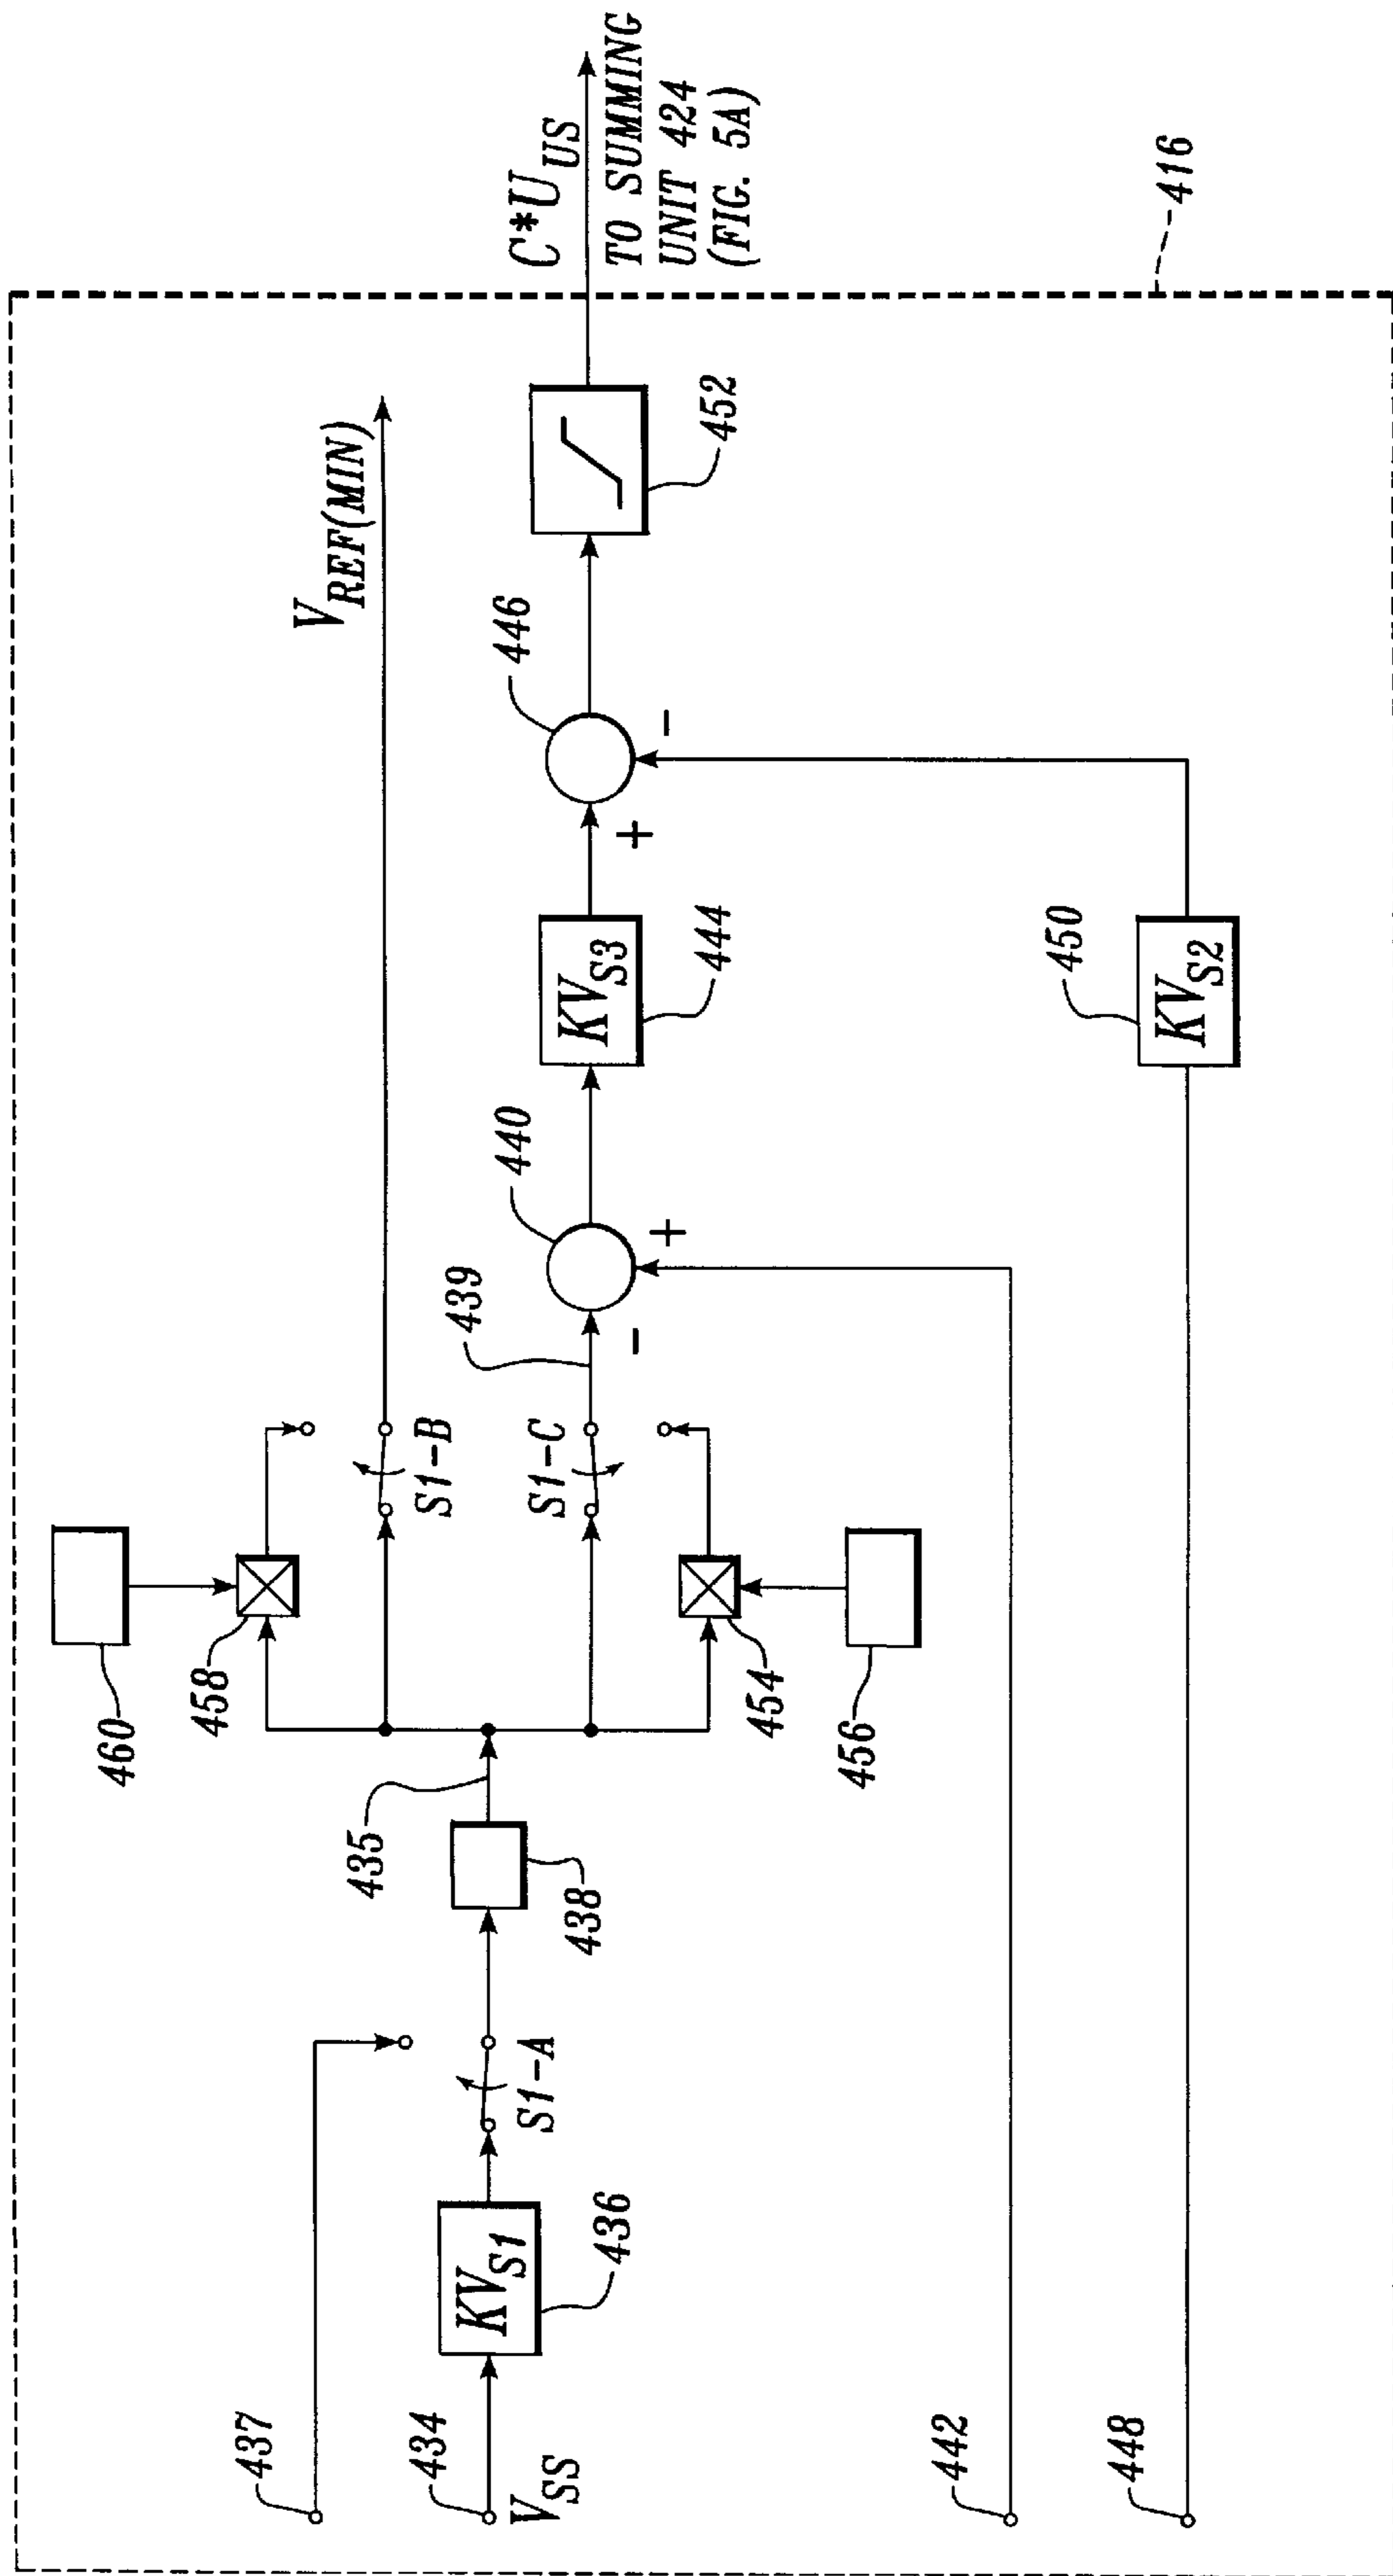 437
434
V_SS
KV_S1
436
S1-A
438
435
460
458
S1-B
V_REF(MIN)
S1-C
454
456
439
-
+
440
KV_S3
444
+
-
446
452
C*U_US
TO SUMMING
UNIT 424
(FIG. 5A)
416
442
448
KV_S2
450